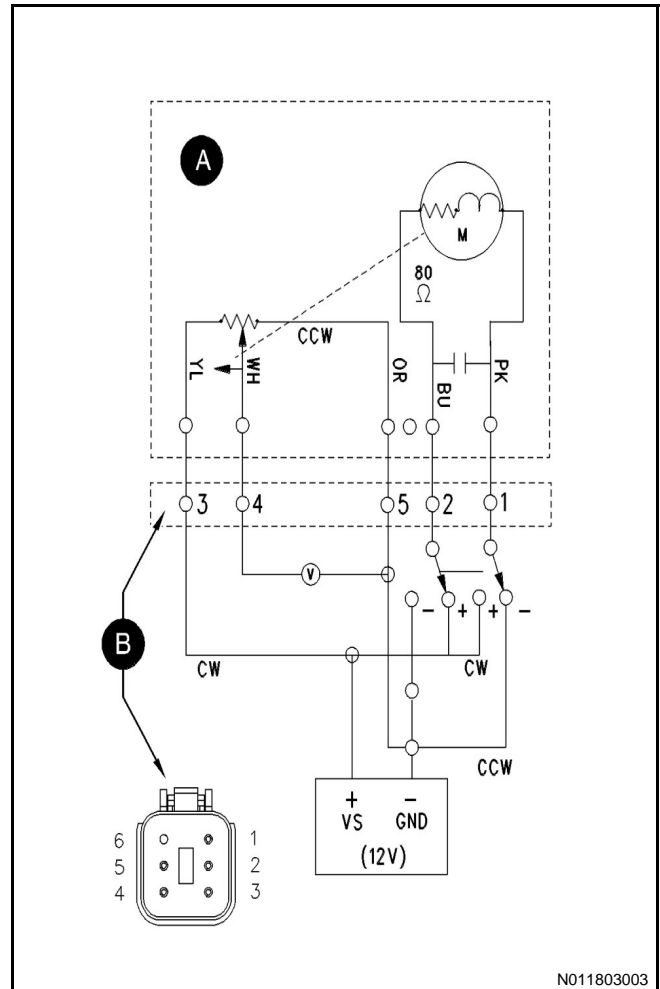 A
M
80
Ω
CCW
YL
WH
OR
BU
PK
3 4 5 2 1
V
- + + -
B
CW CW
CCW
+ -
VS GND
(12V)
6 1
5 2
4 3
N011803003